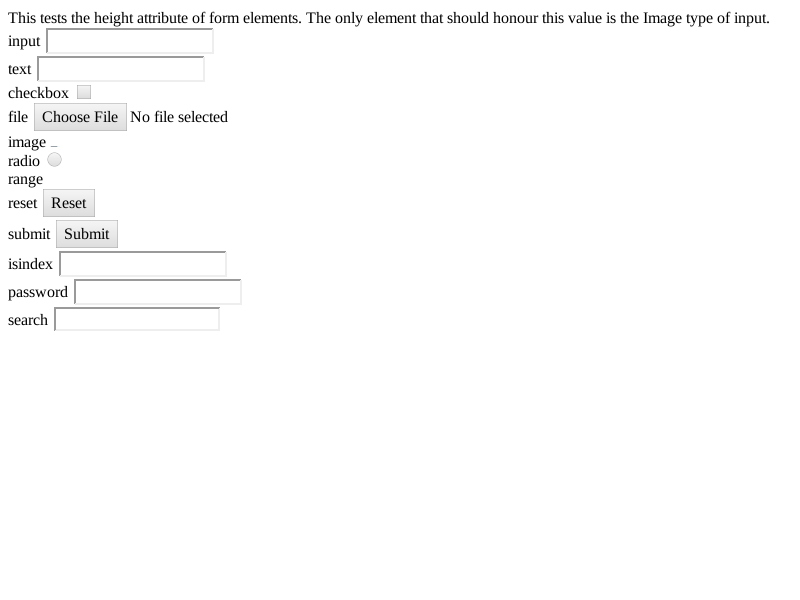 This tests the height attribute of form elements. The only element that should honour this value is the Image type of input.
input
text
checkbox
file Choose File No file selected
image
radio
range
reset Reset
submit Submit
isindex
password
search